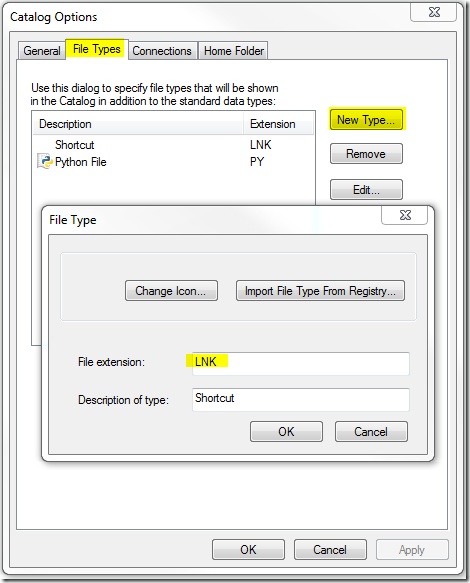 Catalog Options
General File Types Connections Home Folder
Use this dialog to specify file types that will be shown
in the Catalog in addition to the standard data types:
Description Extension
New Type...
Shortcut LNK
Python File PY
Remove
Edit...
File Type
Change Icon... Import File Type From Registry...
File extension: LNK
Description of type: Shortcut
OK Cancel
OK Cancel Apply